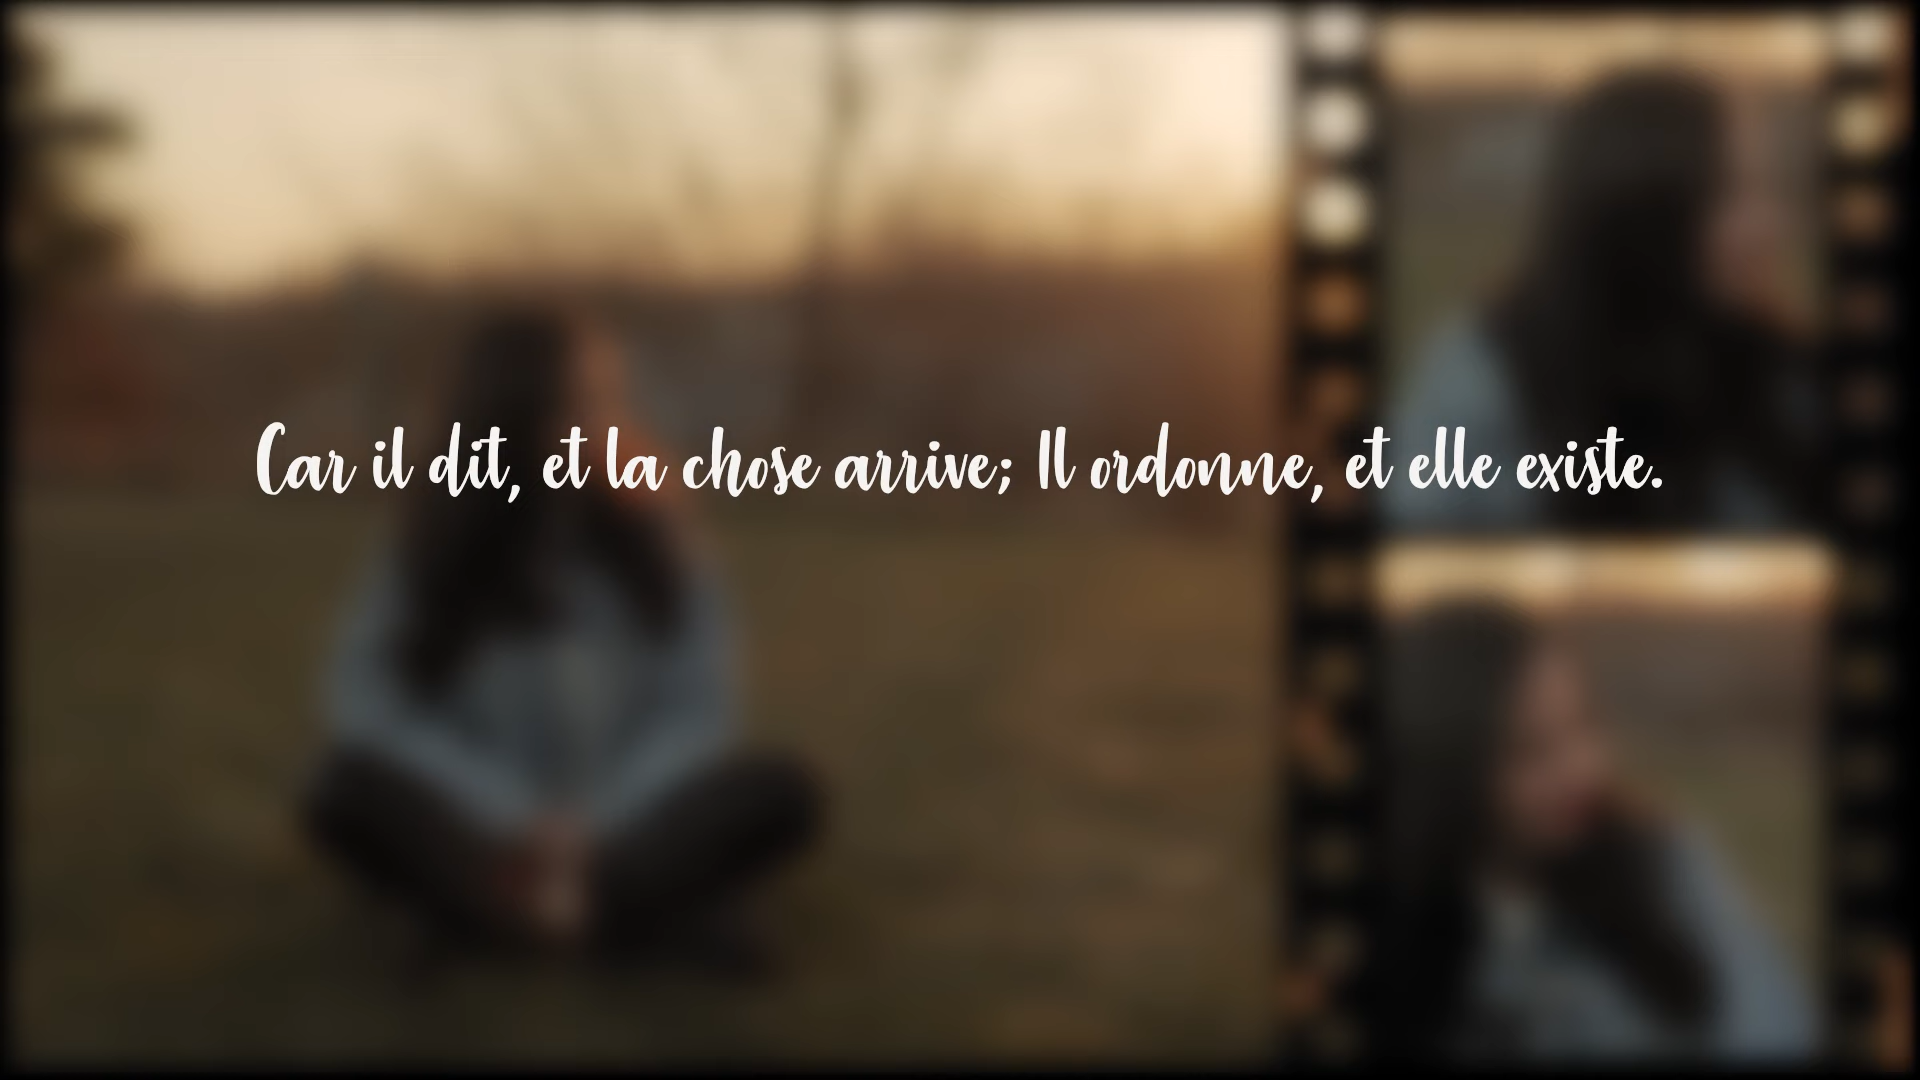 Car il dit, et la chose arrive; Il ordonne, et elle existe.